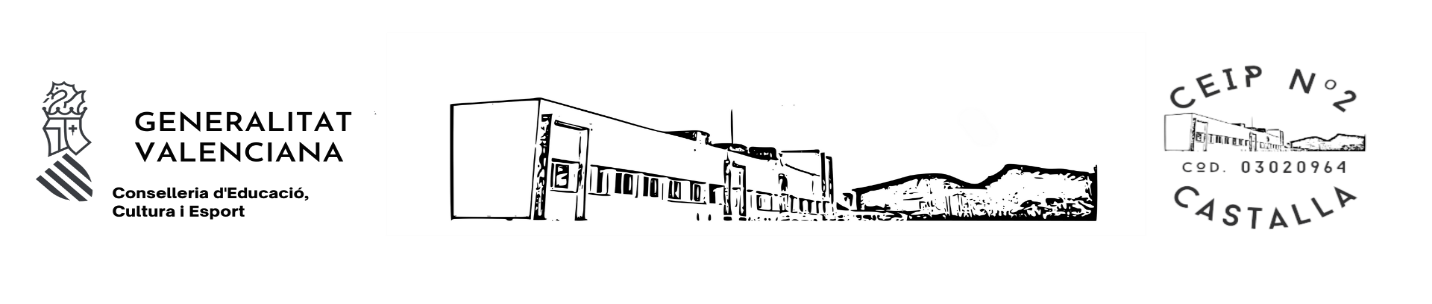 GENERALITAT
VALENCIANA
Conselleria d'Educació,
Cultura i Esport
CEIP Nº2
CºD. 03020964
CASTALLA